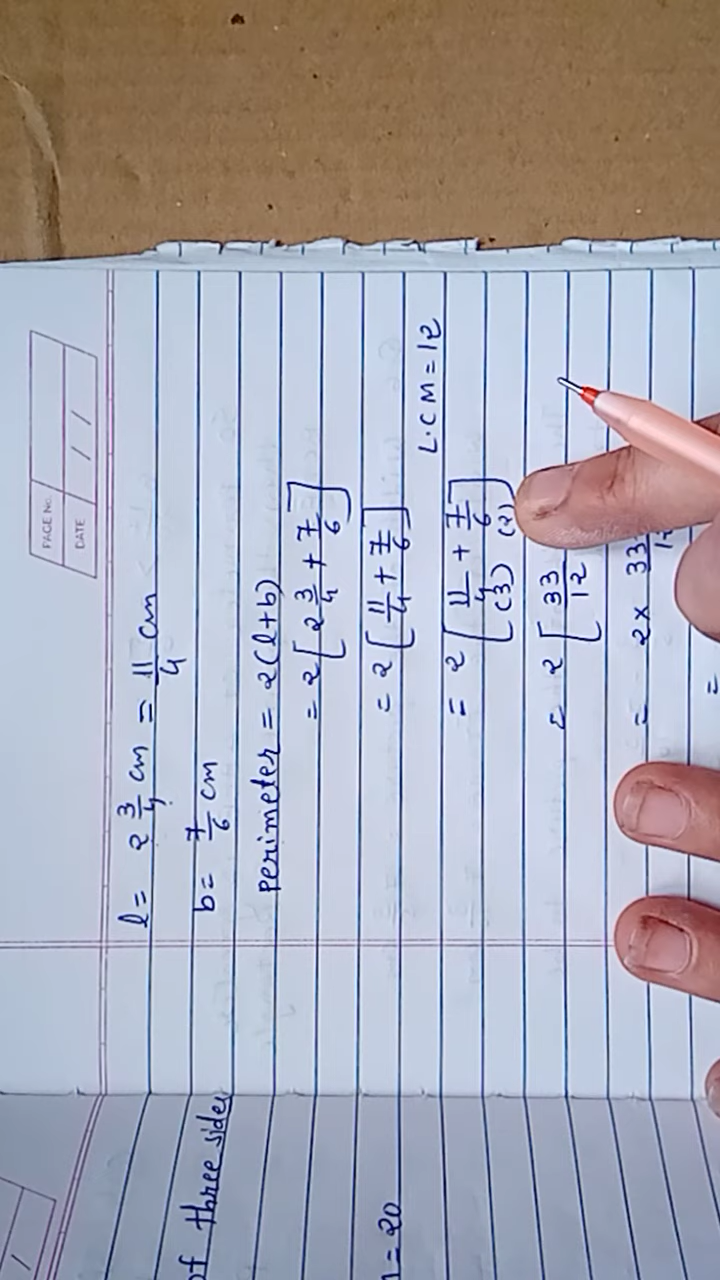 PAGE No.
DATE / /
l = 2 3/4 cm = 11/4 cm
b = 7/6 cm
perimeter = 2(l+b)
= 2[2 3/4 + 7/6]
= 2[11/4 + 7/6]
L.C M = 12
= 2[11/4 + 7/6]
(3) (2)
= 2[33/12
= 2 x 33
=
of three sides
= 20